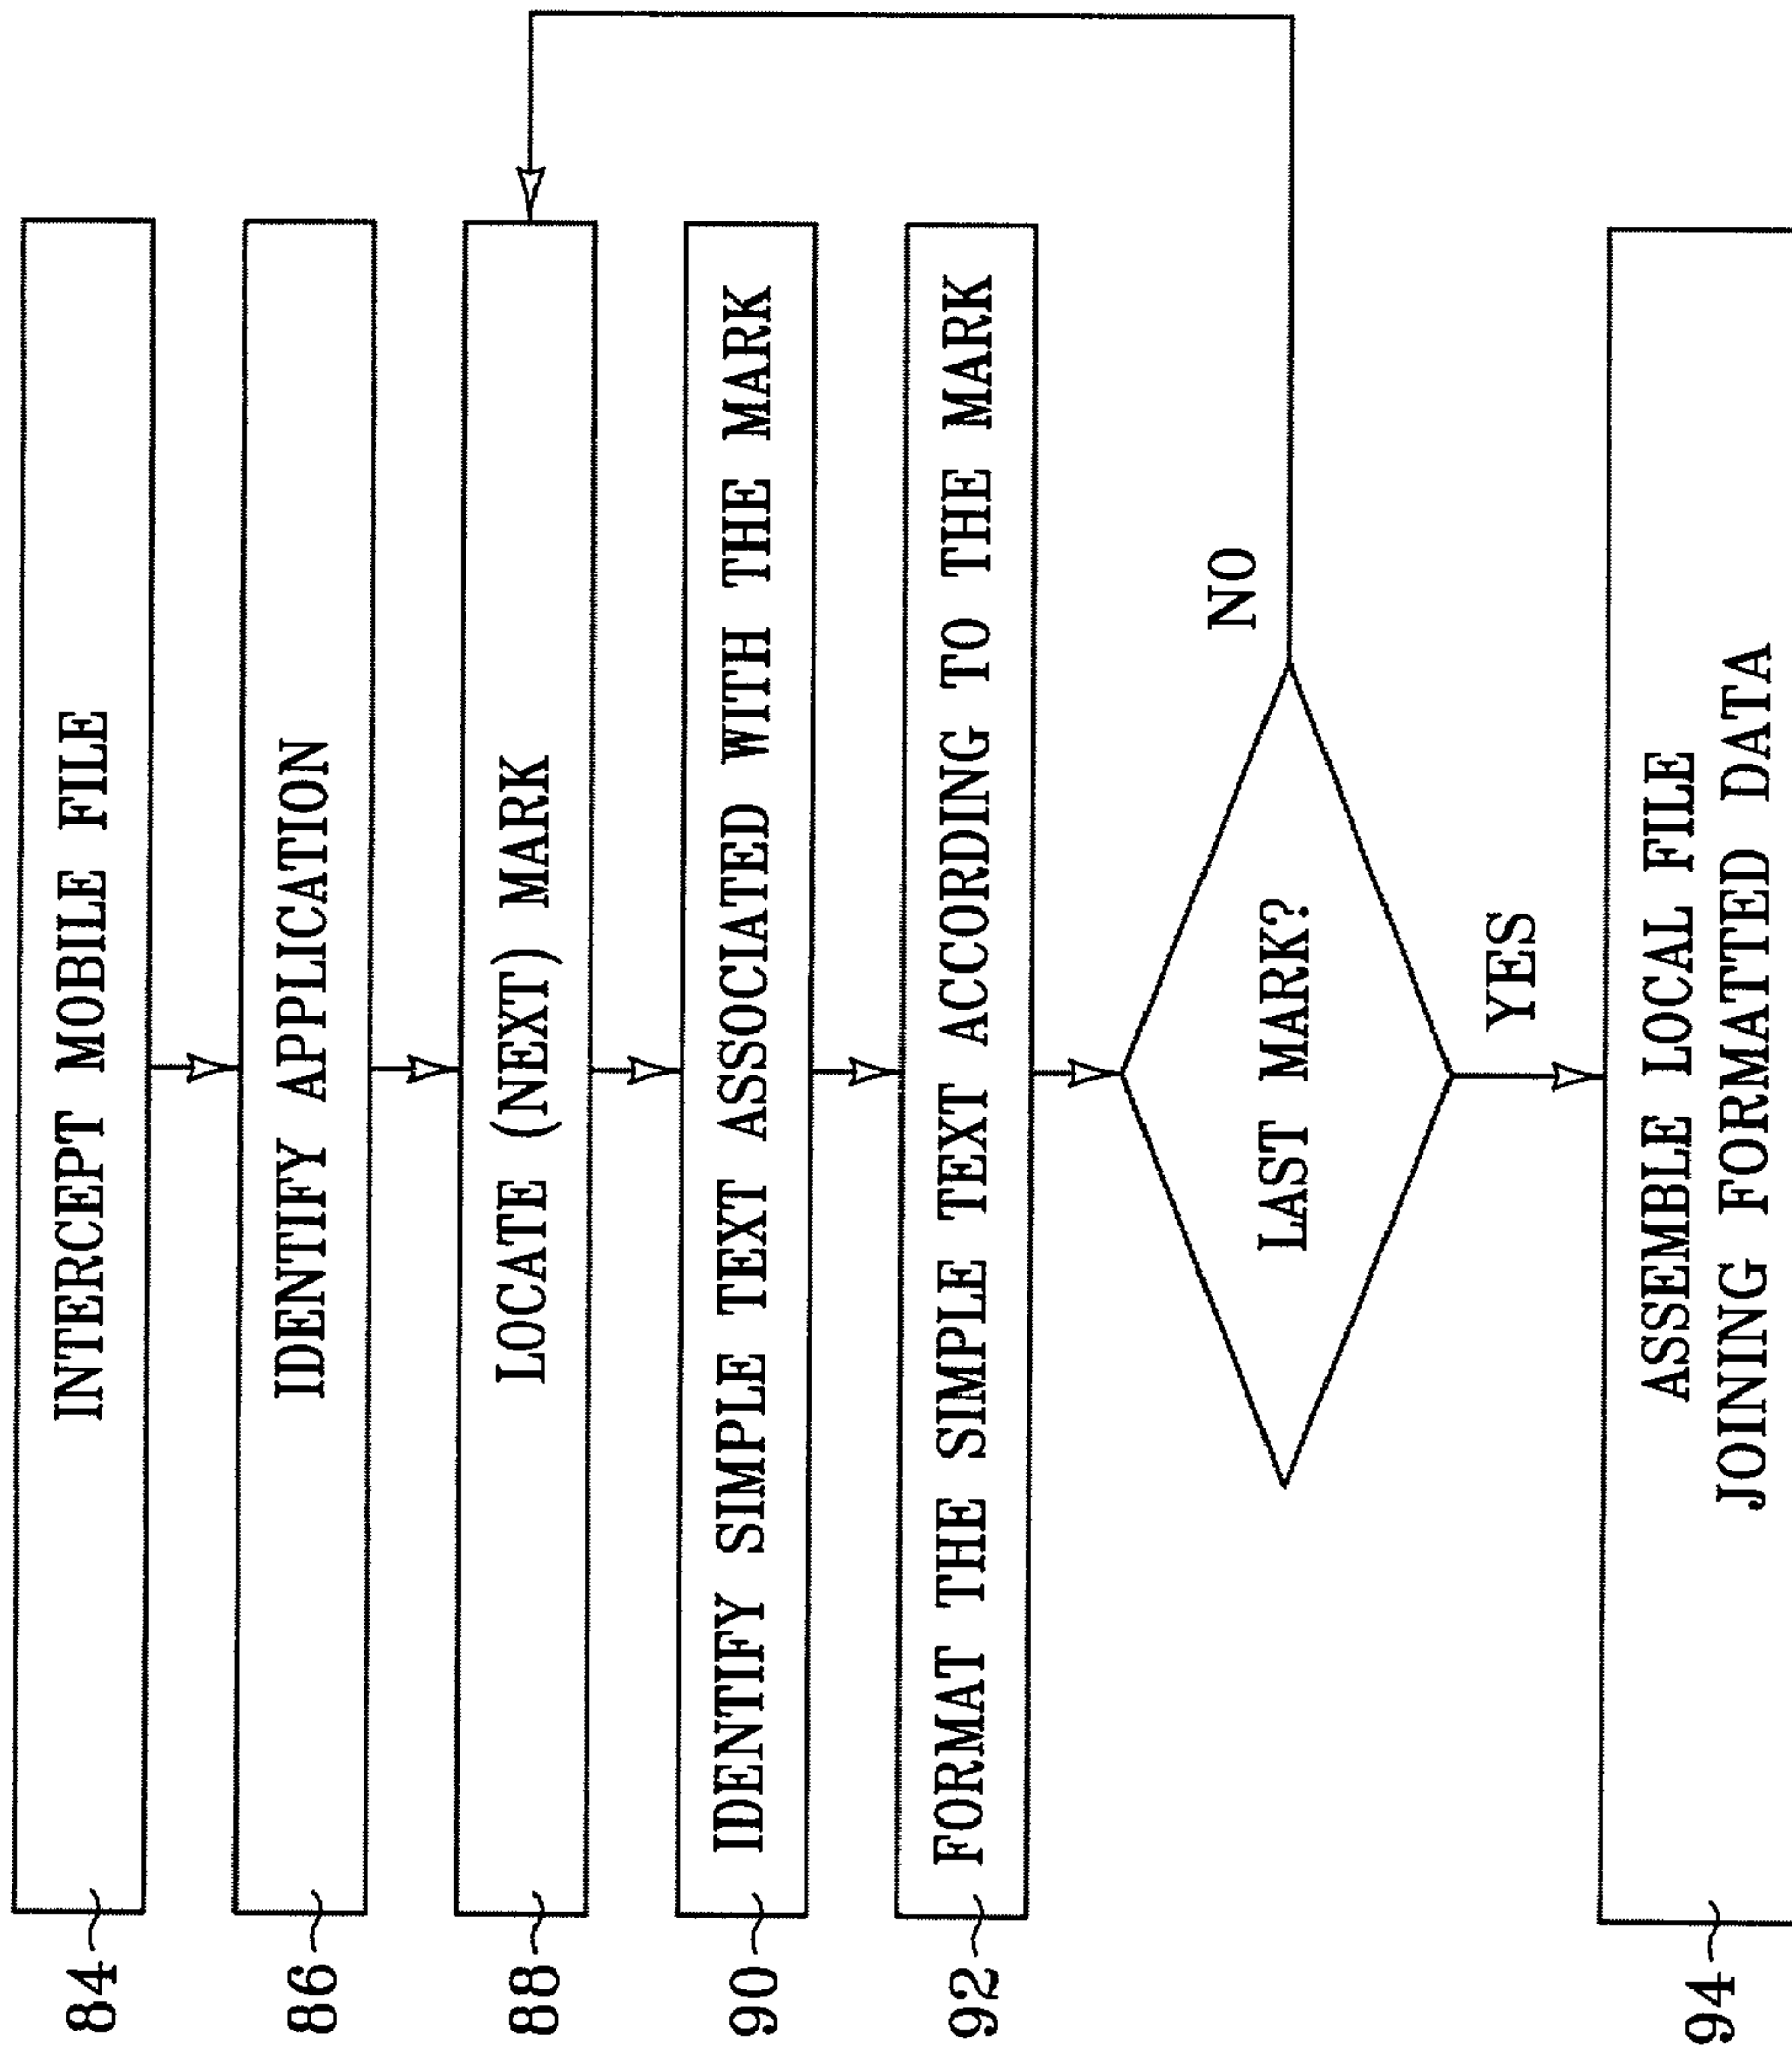 84
INTERCEPT MOBILE FILE
86
IDENTIFY APPLICATION
88
LOCATE (NEXT) MARK
90
IDENTIFY SIMPLE TEXT ASSOCIATED WITH THE MARK
92
FORMAT THE SIMPLE TEXT ACCORDING TO THE MARK
LAST MARK?
NO
YES
94
ASSEMBLE LOCAL FILE
JOINING FORMATTED DATA